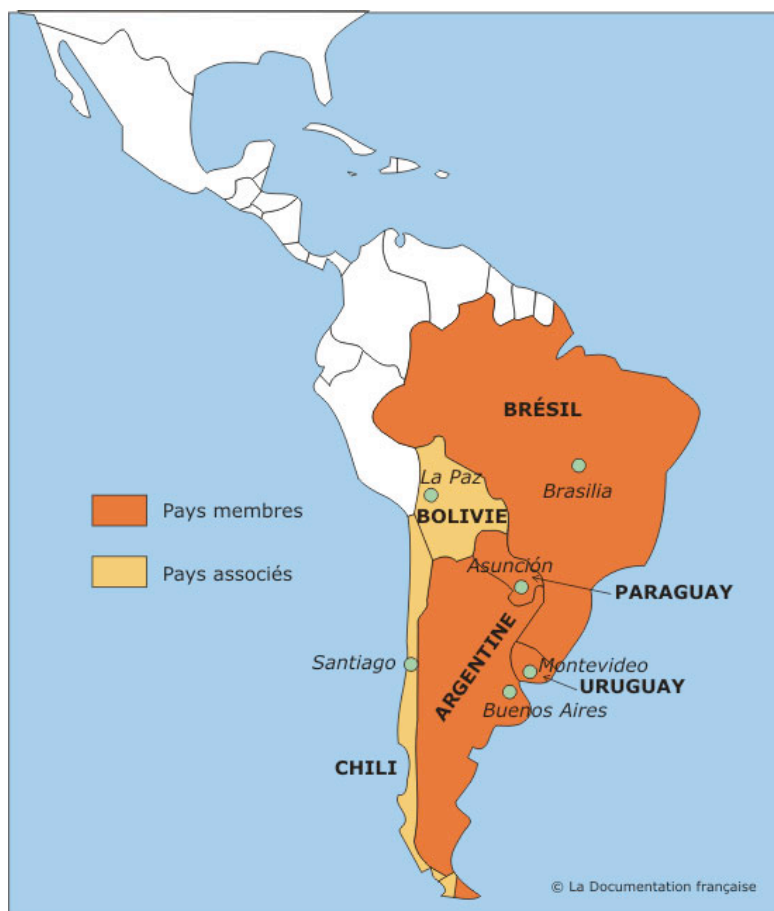 BRÉSIL
La Paz
Brasilia
Pays membres
BOLIVIE
Asunción
Pays associés
PARAGUAY
ARGENTINE
Santiago
Montevideo
URUGUAY
Buenos Aires
CHILI
© La Documentation française